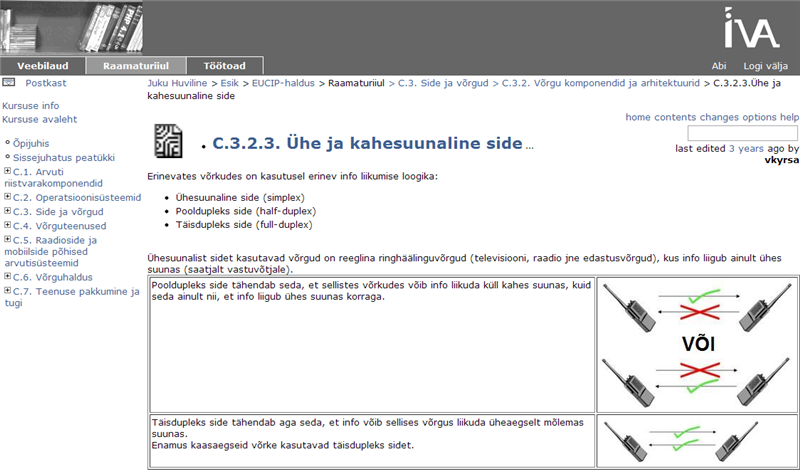 PHP 4.1
IVA
Veebilaud Raamaturiiul Töötoad
Abi Logi välja
Postkast
Kursuse info
Kursuse avaleht
Õpijuhis
Sissejuhatus peatükki
C.1. Arvuti
riistvarakomponendid
C.2. Operatsioonisüsteemid
C.3. Side ja võrgud
C.4. Võrguteenused
C.5. Raadioside ja
mobiilside põhised
arvutisüsteemid
C.6. Võrguhaldus
C.7. Teenuse pakkumine ja
tugi
Juku Huviline > Esik > EUCIP-haldus > Raamaturiiul > C.3. Side ja võrgud > C.3.2. Võrgu komponendid ja arhitektuurid > C.3.2.3.Ühe ja
kahesuunaline side
home contents changes options help
last edited 3 years ago by
vkyrsa
• C.3.2.3. Ühe ja kahesuunaline side ...
Erinevates võrkudes on kasutusel erinev info liikumise loogika:
• Ühesuunaline side (simplex)
• Pooldupleks side (half-duplex)
• Täisdupleks side (full-duplex)
Ühesuunalist sidet kasutavad võrgud on reeglina ringhäälinguvõrgud (televisiooni, raadio jne edastusvõrgud), kus info liigub ainult ühes
suunas (saatjalt vastuvõtjale).
Pooldupleks side tähendab seda, et sellistes võrkudes võib info liikuda küll kahes suunas, kuid
seda ainult nii, et info liigub ühes suunas korraga.
VÕI
Täisdupleks side tähendab aga seda, et info võib sellises võrgus liikuda üheaegselt mõlemas
suunas.
Enamus kaasaegseid võrke kasutavad täisdupleks sidet.